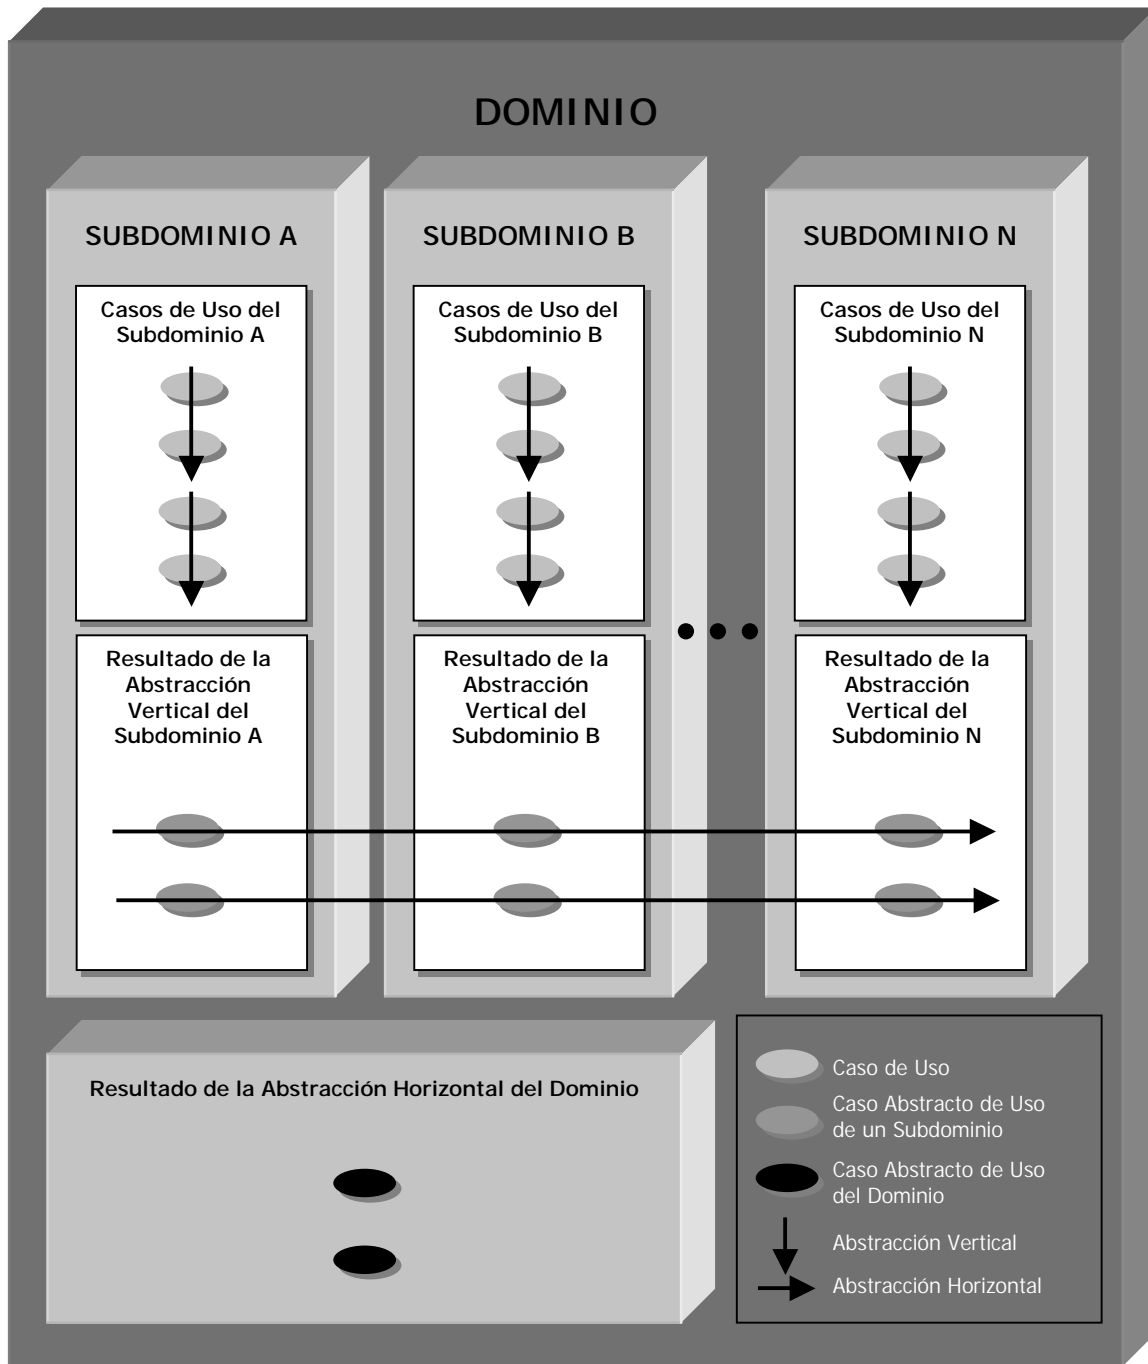 DOMINIO
SUBDOMINIO A
Casos de Uso del
Subdominio A
Resultado de la
Abstracción
Vertical del
Subdominio A
SUBDOMINIO B
Casos de Uso del
Subdominio B
Resultado de la
Abstracción
Vertical del
Subdominio B
SUBDOMINIO N
Casos de Uso del
Subdominio N
Resultado de la
Abstracción
Vertical del
Subdominio N
Resultado de la Abstracción Horizontal del Dominio
Caso de Uso
Caso Abstracto de Uso
de un Subdominio
Caso Abstracto de Uso
del Dominio
Abstracción Vertical
Abstracción Horizontal